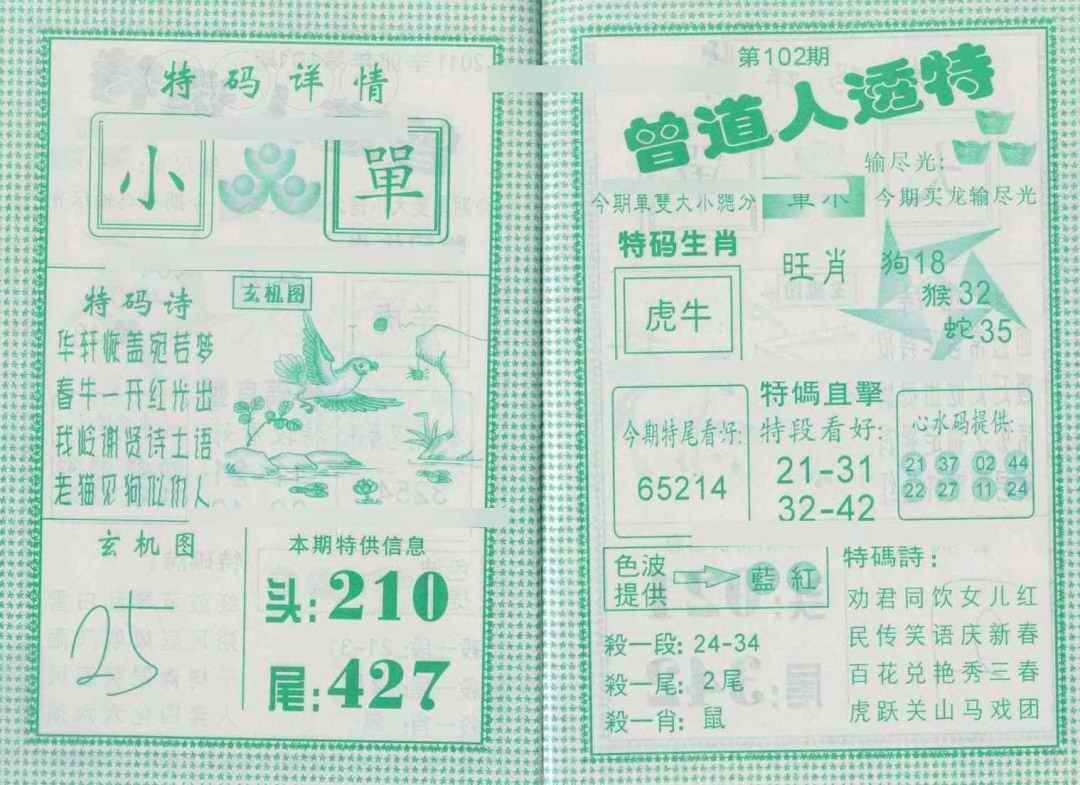 特码详情
小 單
特码诗
玄机图
华轩恢盖宛若梦
春牛一开红光出
我岭谢贤诗土语
老猫见狗似仇人
玄机图
25
本期特供信息
头:210
尾:427
第102期
曾道人透特
输尽光:
今期买龙输尽光
今期單雙大小總分 單小
特码生肖
虎牛
旺肖
狗18
猴32
蛇35
今期特尾看好:
65214
特碼直擊
特段看好:
21-31
32-42
心水码提供:
21 37 02 44
22 27 11 24
色波
提供
藍 紅
殺一段: 24-34
殺一尾: 2尾
殺一肖: 鼠
特碼詩:
劝君同饮女儿红
民传笑语庆新春
百花兑艳秀三春
虎跃关山马戏团